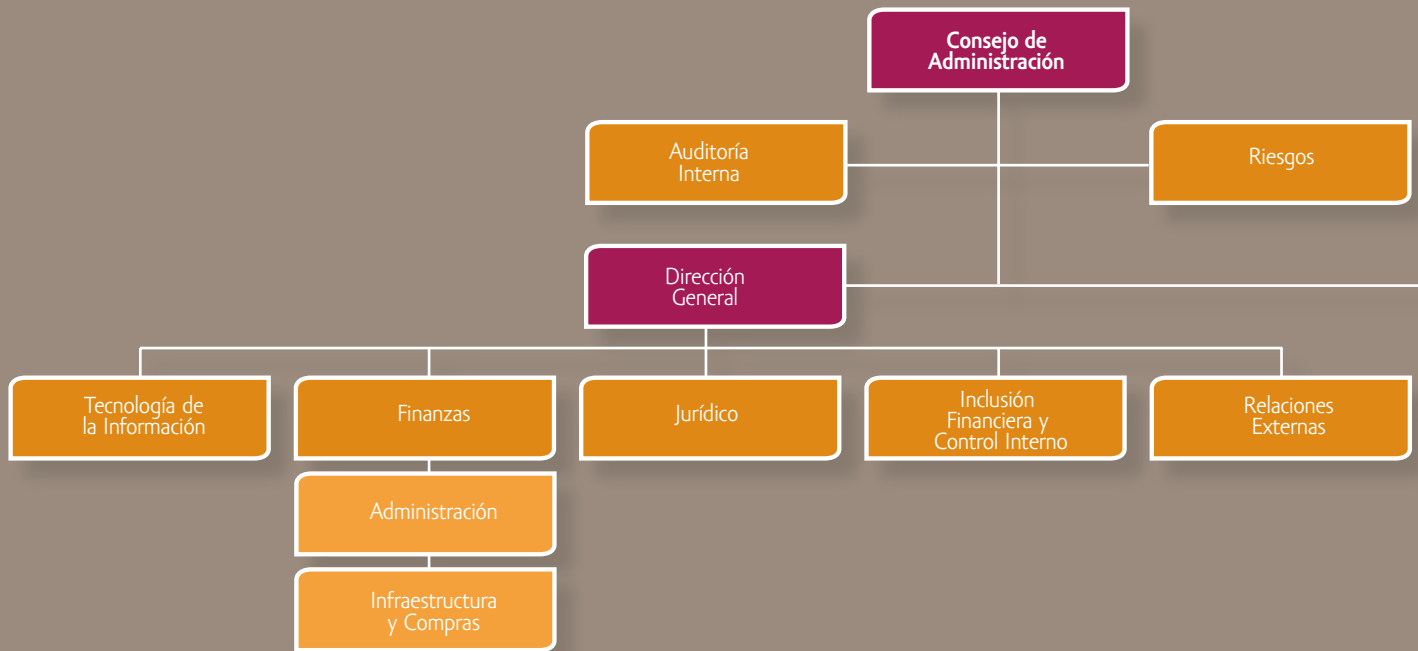 Consejo de
Administración
Auditoría
Interna
Riesgos
Dirección
General
Tecnología de
la Información
Finanzas
Jurídico
Inclusión
Financiera y
Control Interno
Relaciones
Externas
Administración
Infraestructura
y Compras